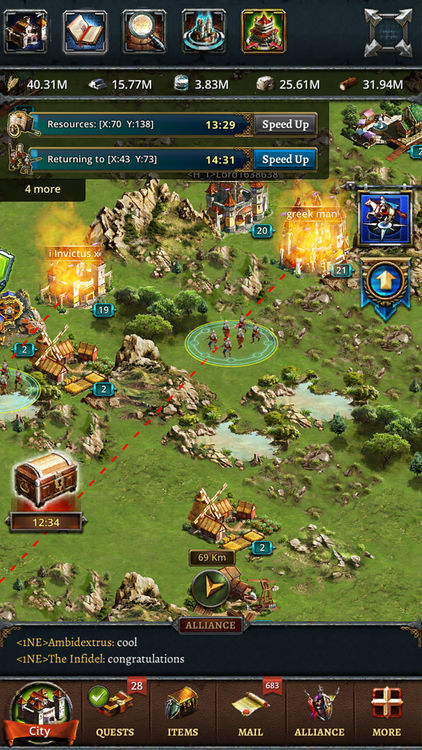 40.31M 15.77M 3.83M 25.61M 31.94M
Resources: [X:70 Y:138] 13:29 Speed Up
Returning to [X:43 Y:73] 14:31 Speed Up
<H 1>Lord1638638
4 more
greek man
20
i Invictus x
21
19
2
2
2
12:34
2
69 Km
ALLIANCE
<1NE>Ambidextrus: cool
<1NE>The Infidel: congratulations
28
683
City
QUESTS
ITEMS
MAIL
ALLIANCE
MORE